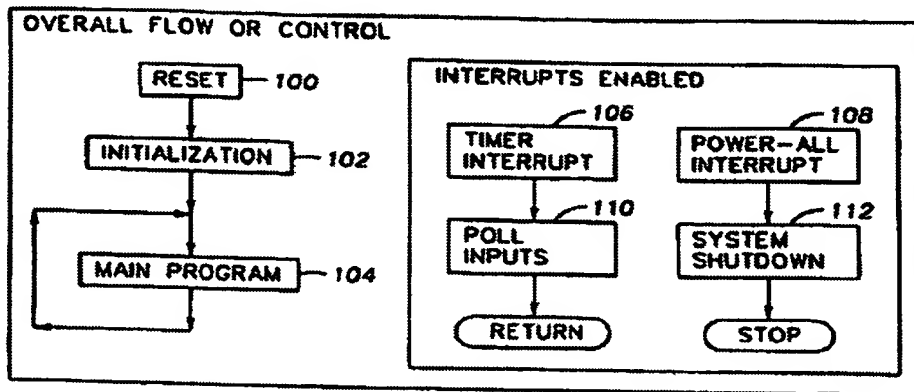 OVERALL FLOW OR CONTROL
RESET
100
INITIALIZATION
102
MAIN PROGRAM
104
INTERRUPTS ENABLED
106
TIMER
INTERRUPT
110
POLL
INPUTS
RETURN
108
POWER-ALL
INTERRUPT
112
SYSTEM
SHUTDOWN
STOP